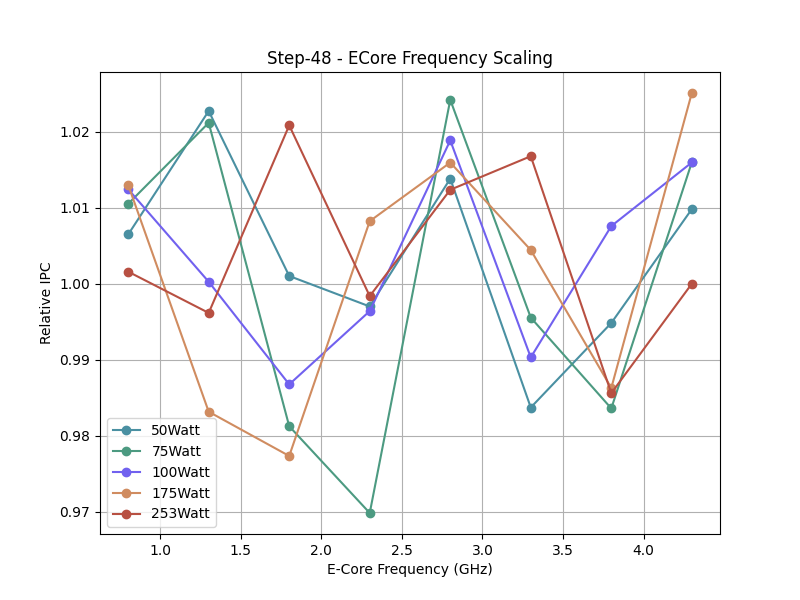 Step-48 - ECore Frequency Scaling
Relative IPC
1.02
1.01
1.00
0.99
0.98
0.97
50Watt
75Watt
100Watt
175Watt
253Watt
1.0 1.5 2.0 2.5 3.0 3.5 4.0
E-Core Frequency (GHz)